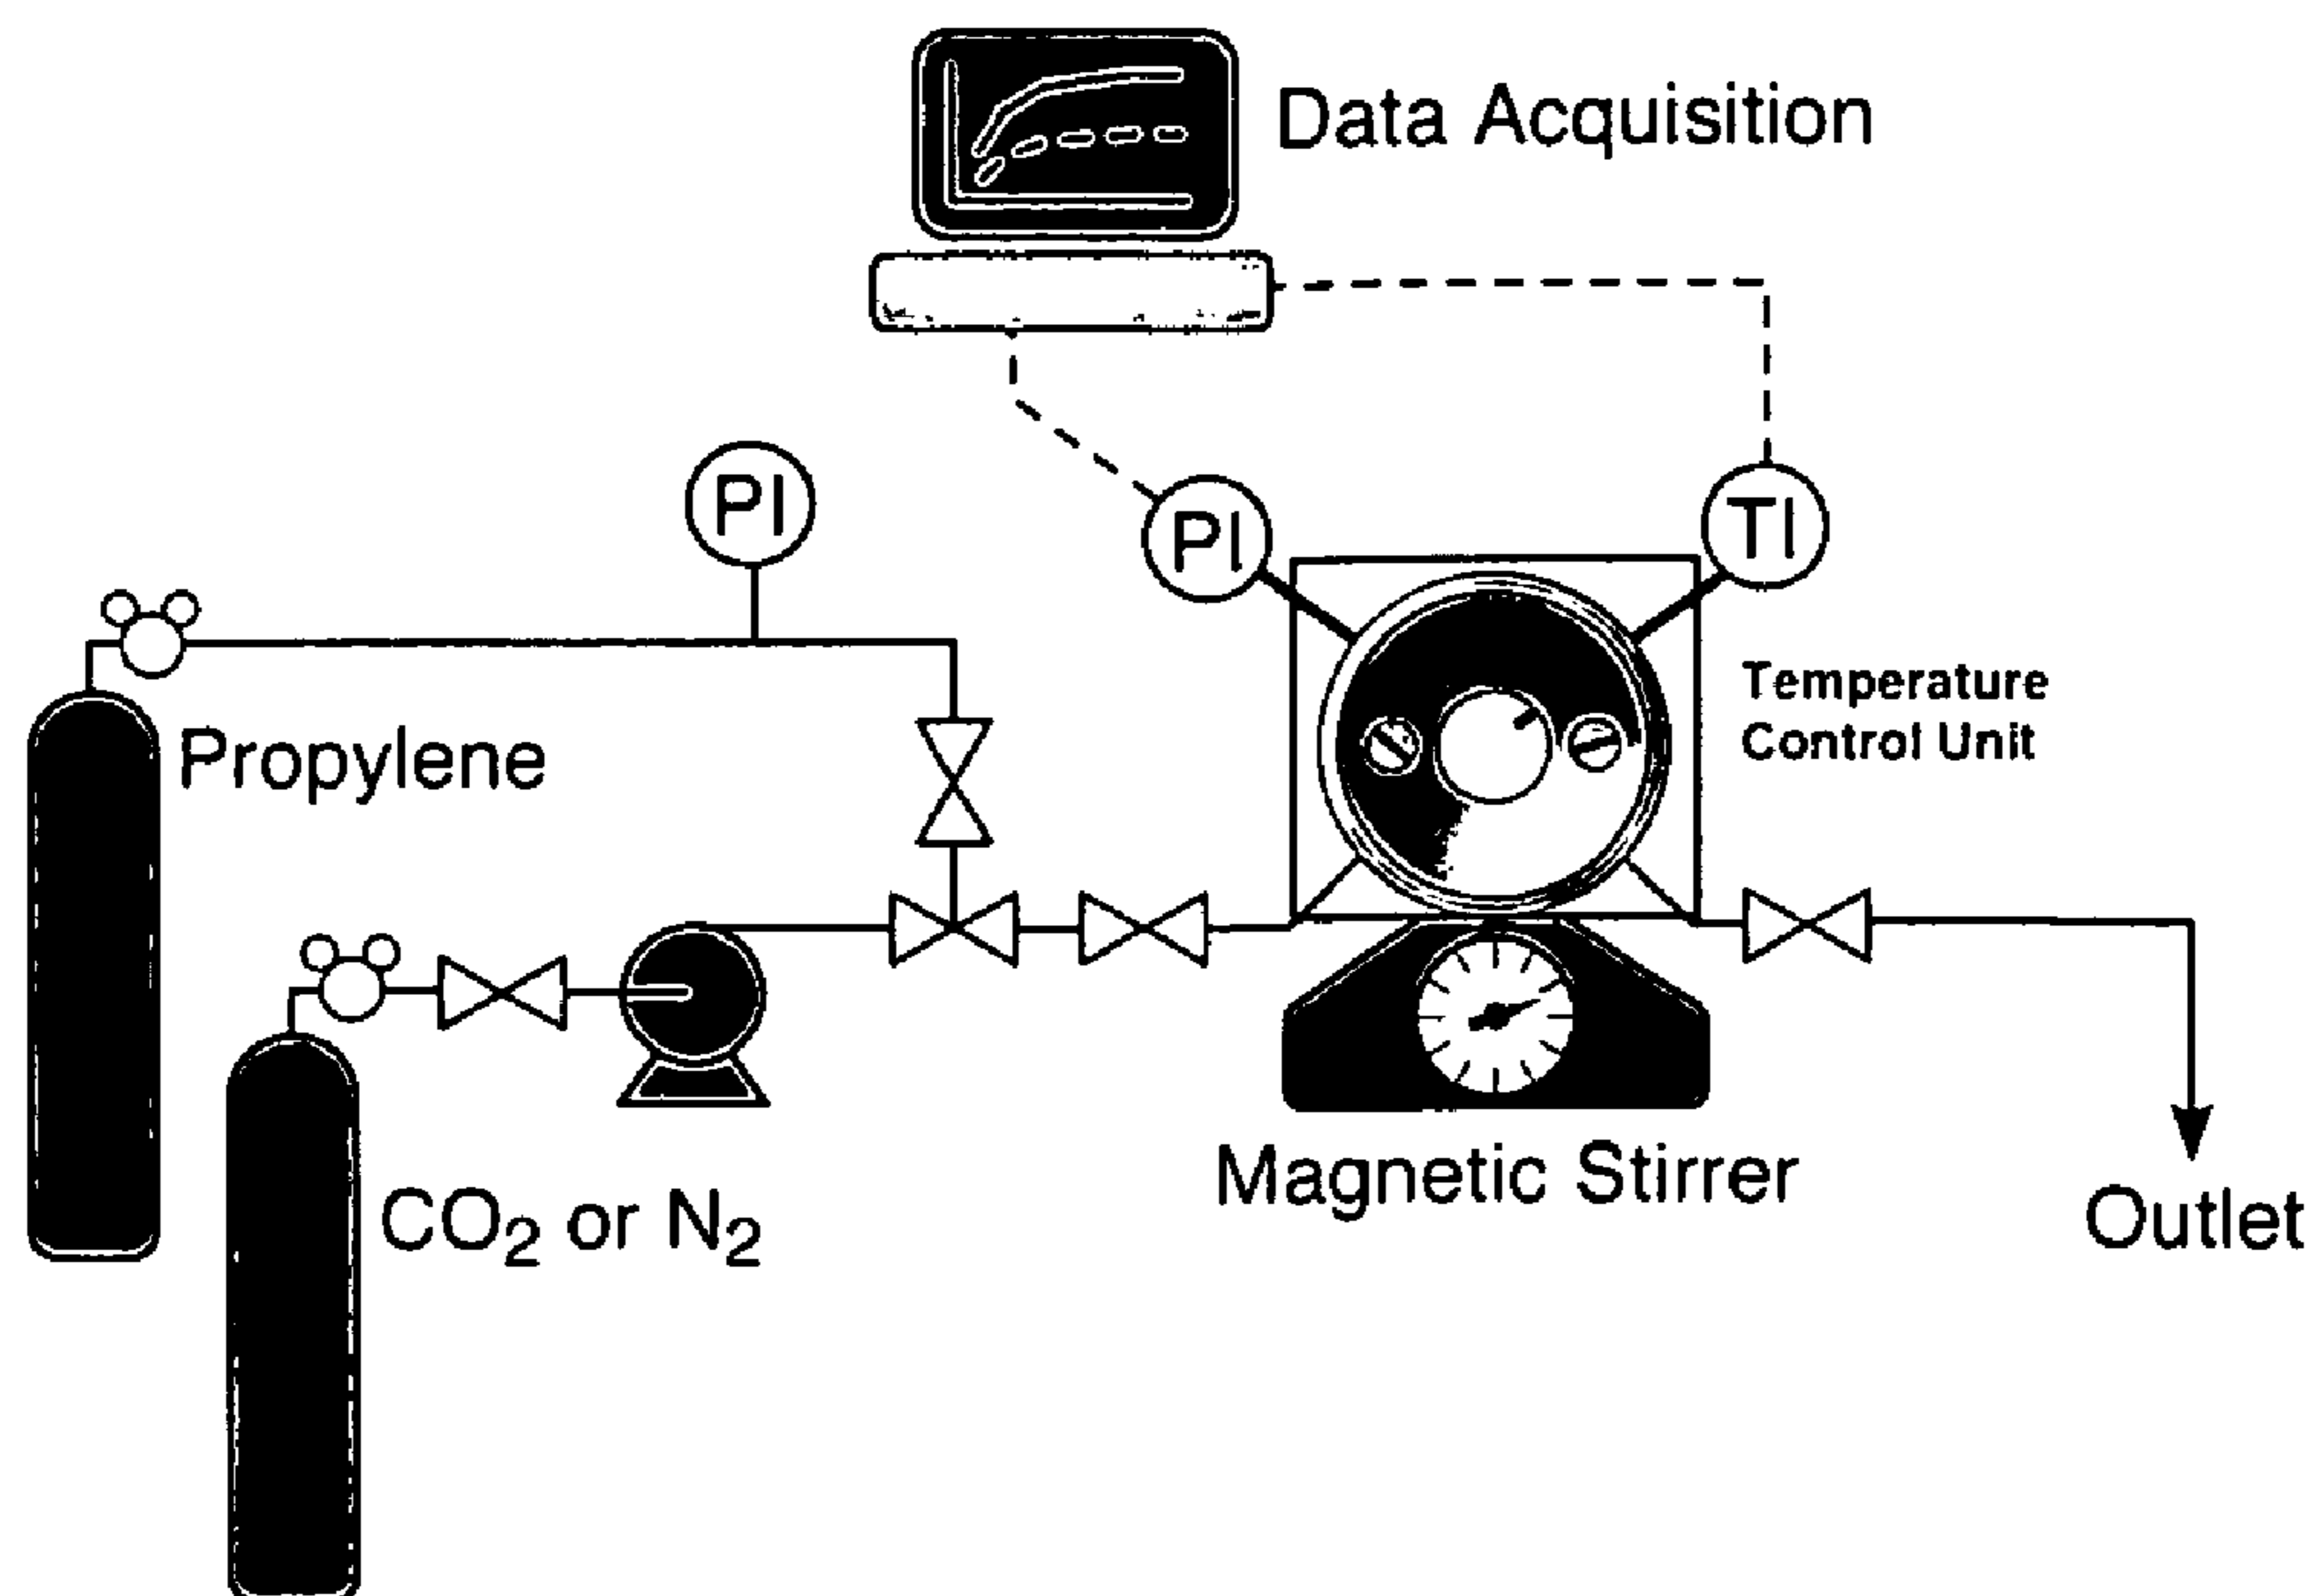 Data Acquisition
PI
PI
TI
Temperature
Control Unit
Propylene
CO₂ or N₂
Magnetic Stirrer
Outlet